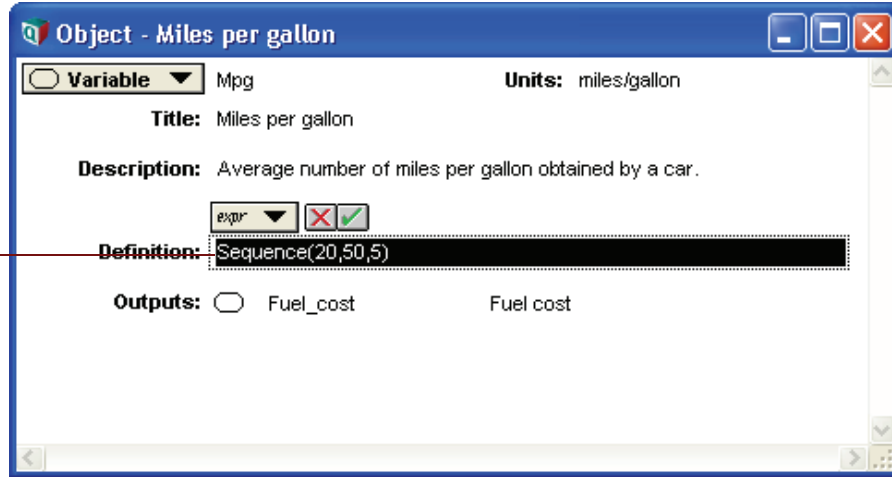 Object - Miles per gallon
Variable Mpg Units: miles/gallon
Title: Miles per gallon
Description: Average number of miles per gallon obtained by a car.
expr
Definition: Sequence(20,50,5)
Outputs: Fuel_cost Fuel cost